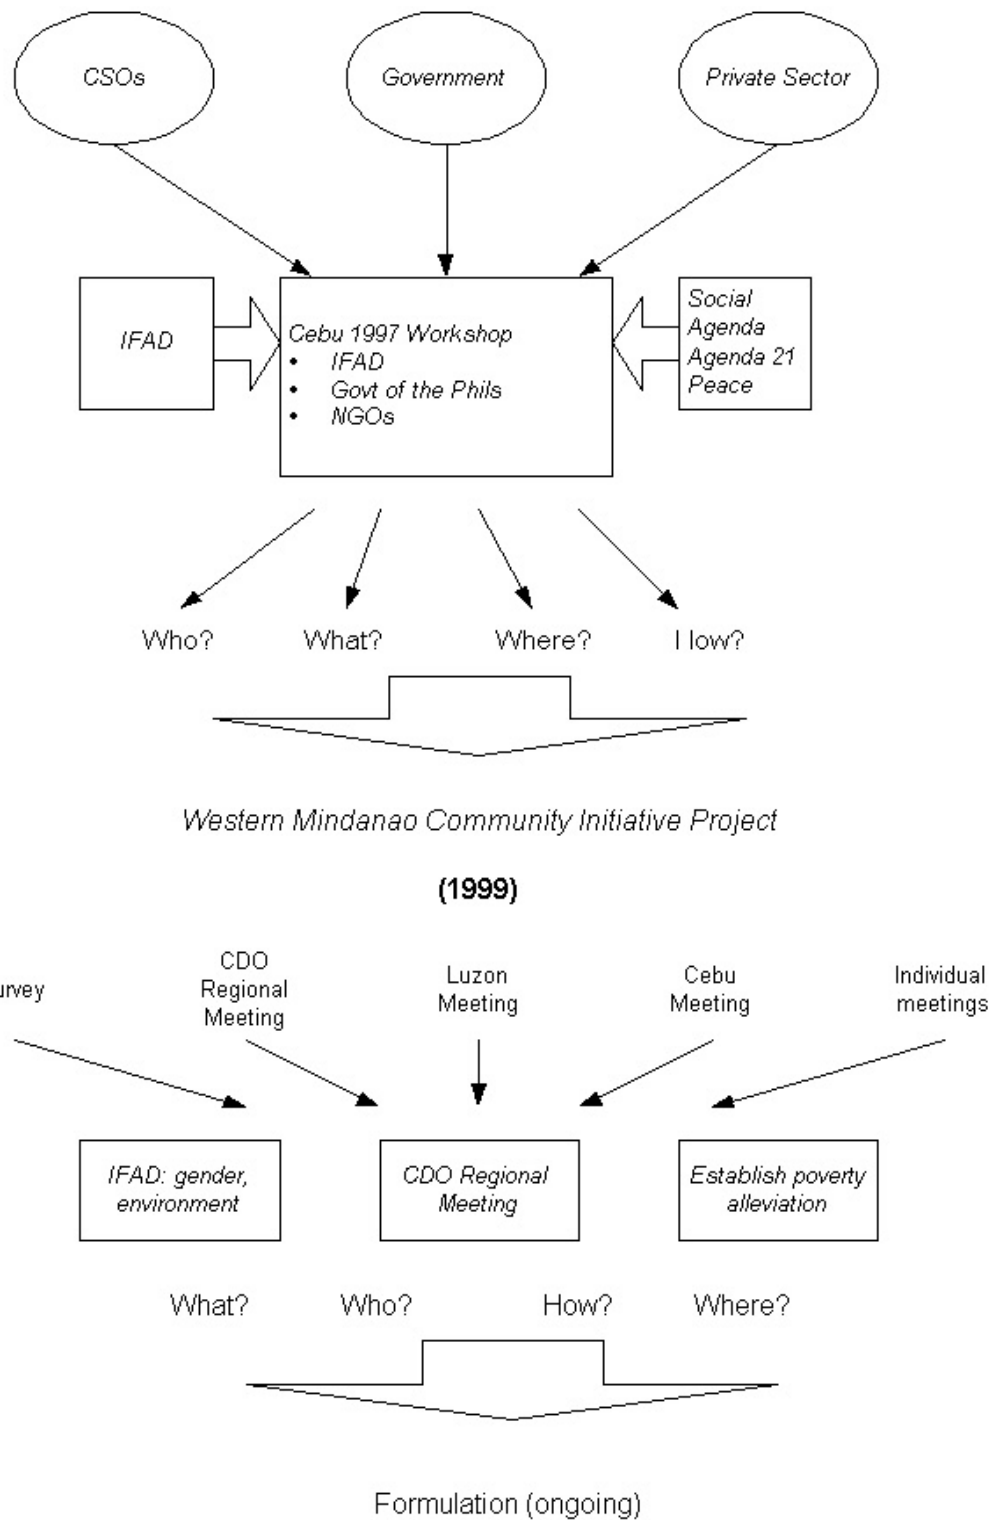 CSOs
Government
Private Sector
IFAD
Cebu 1997 Workshop
• IFAD
• Govt of the Phils
• NGOs
Social
Agenda
Agenda 21
Peace
Who?
What?
Where?
How?
Western Mindanao Community Initiative Project
(1999)
urvey
CDO
Regional
Meeting
Luzon
Meeting
Cebu
Meeting
Individual
meetings
IFAD: gender,
environment
CDO Regional
Meeting
Establish poverty
alleviation
What?
Who?
How?
Where?
Formulation (ongoing)